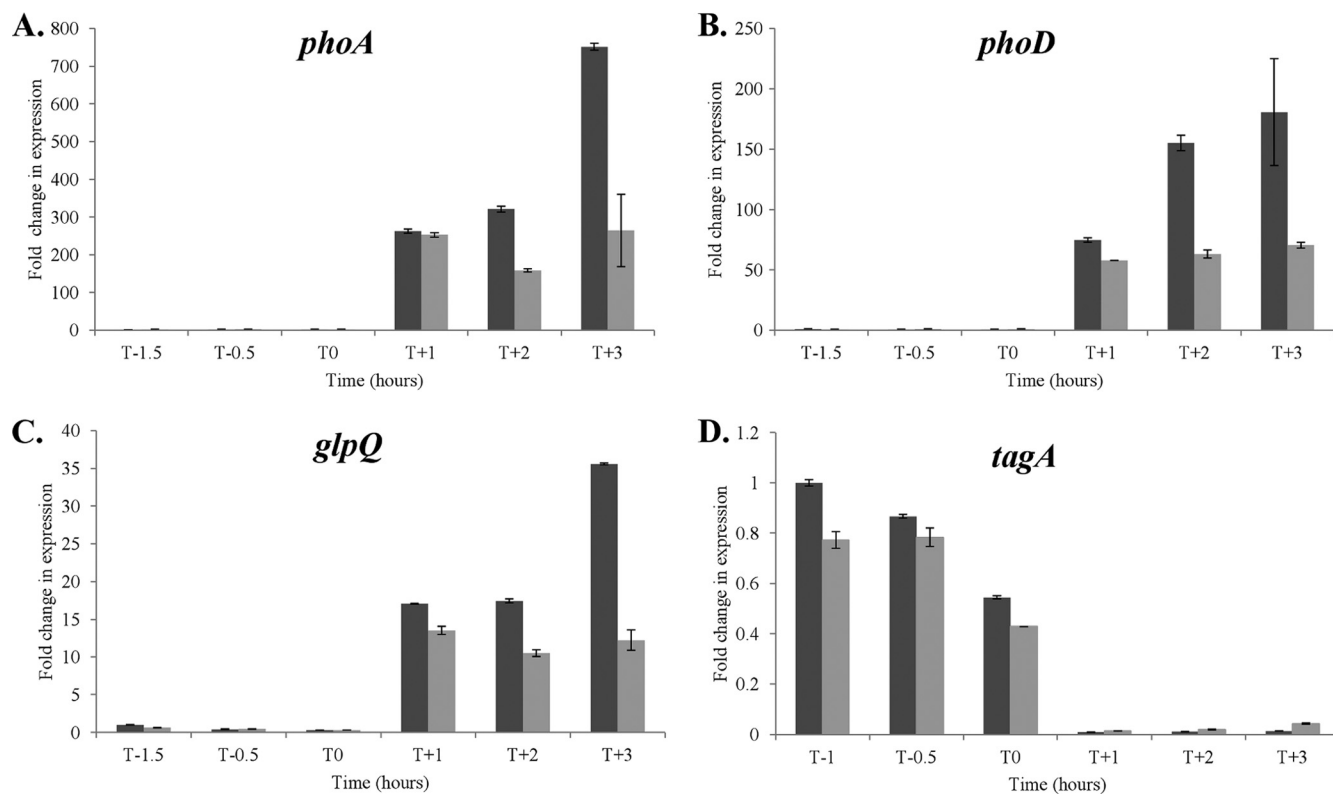 A.
phoA
Fold change in expression
800
700
600
500
400
300
200
100
0
T-1.5 T-0.5 T0 T+1 T+2 T+3
Time (hours)
B.
phoD
Fold change in expression
250
200
150
100
50
0
T-1.5 T-0.5 T0 T+1 T+2 T+3
Time (hours)
C.
glpQ
Fold change in expression
40
35
30
25
20
15
10
5
0
T-1.5 T-0.5 T0 T+1 T+2 T+3
Time (hours)
D.
tagA
Fold change in expression
1.2
1
0.8
0.6
0.4
0.2
0
T-1 T-0.5 T0 T+1 T+2 T+3
Time (hours)